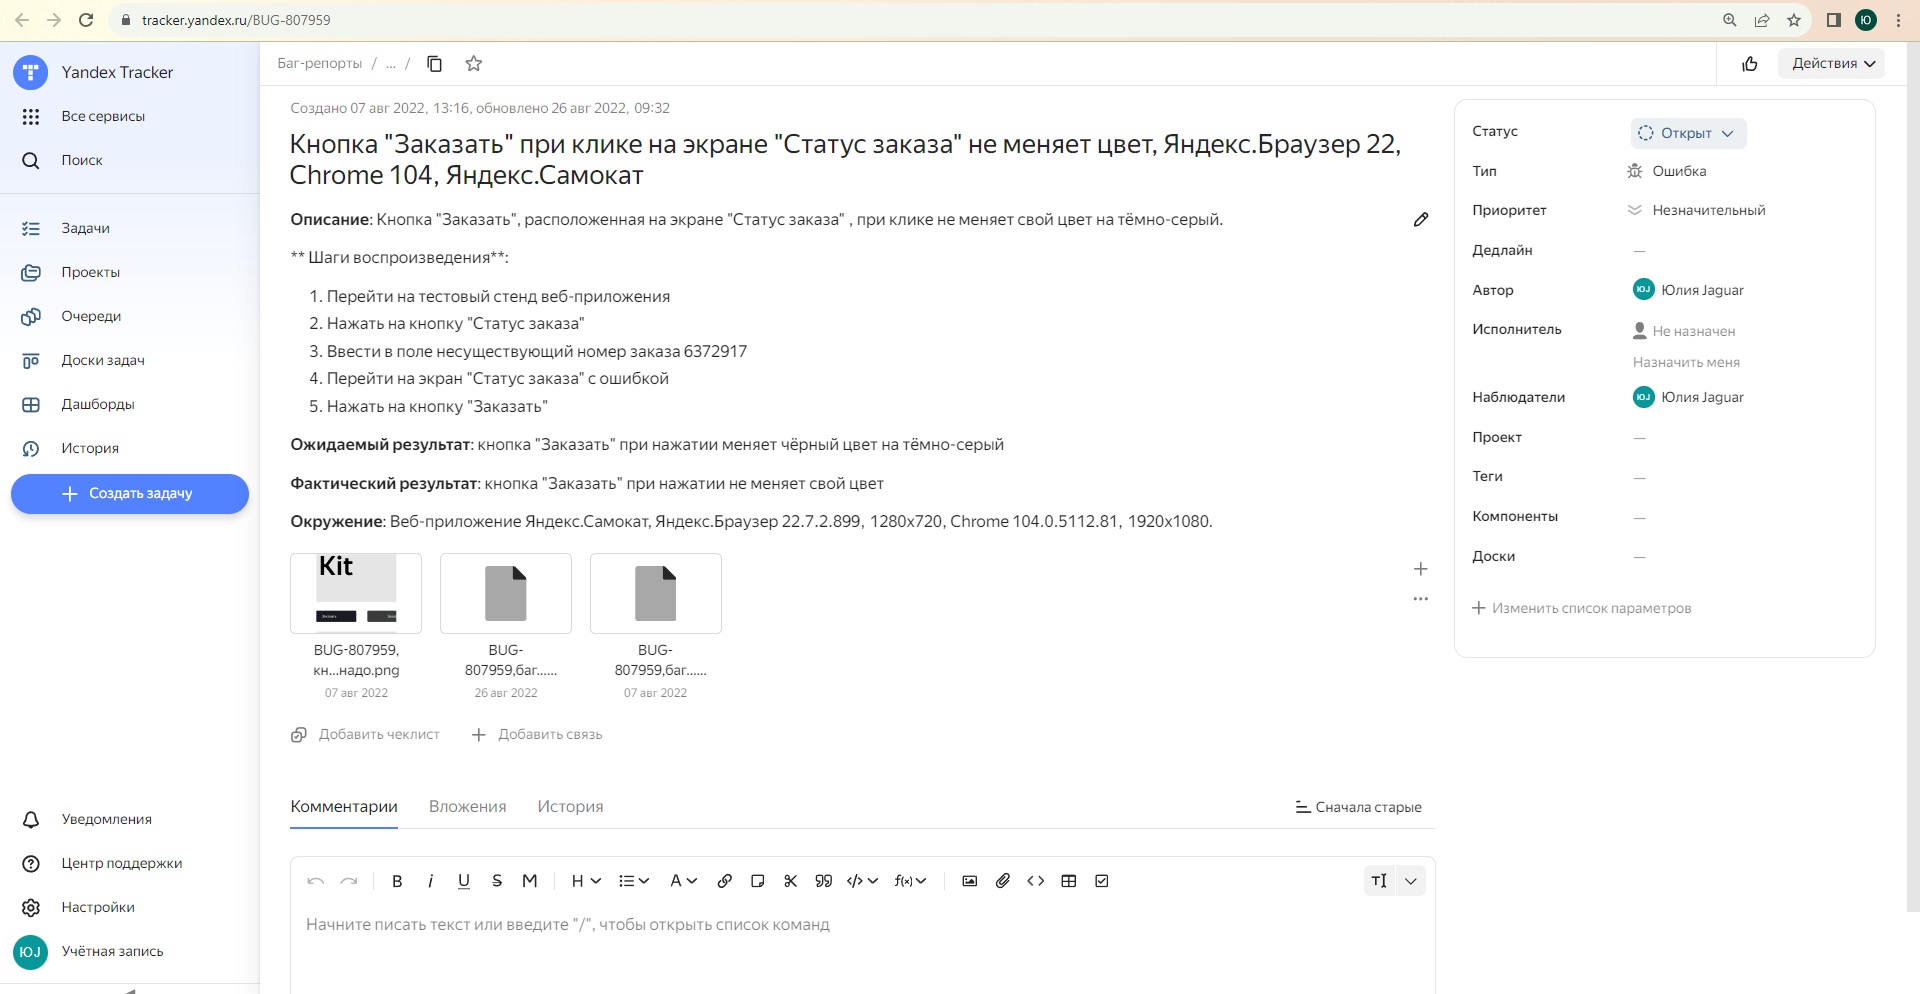 tracker.yandex.ru/BUG-807959
Ю
Yandex Tracker
Все сервисы
Поиск
Задачи
Проекты
Очереди
Доски задач
Дашборды
История
Создать задачу
Уведомления
Центр поддержки
Настройки
ЮJ Учётная запись
Баг-репорты / ... /
Действия
Создано 07 авг 2022, 13:16, обновлено 26 авг 2022, 09:32
Кнопка "Заказать" при клике на экране "Статус заказа" не меняет цвет, Яндекс.Браузер 22,
Chrome 104, Яндекс.Самокат
Описание: Кнопка "Заказать", расположенная на экране "Статус заказа" , при клике не меняет свой цвет на тёмно-серый.
** Шаги воспроизведения**:
1. Перейти на тестовый стенд веб-приложения
2. Нажать на кнопку "Статус заказа"
3. Ввести в поле несуществующий номер заказа 6372917
4. Перейти на экран "Статус заказа" с ошибкой
5. Нажать на кнопку "Заказать"
Ожидаемый результат: кнопка "Заказать" при нажатии меняет чёрный цвет на тёмно-серый
Фактический результат: кнопка "Заказать" при нажатии не меняет свой цвет
Окружение: Веб-приложение Яндекс.Самокат, Яндекс.Браузер 22.7.2.899, 1280x720, Chrome 104.0.5112.81, 1920x1080.
Kit
BUG-807959,
кн...надо.png
07 авг 2022
BUG-
807959,баг......
26 авг 2022
BUG-
807959,баг......
07 авг 2022
Добавить чеклист
Добавить связь
Комментарии Вложения История
Сначала старые
B i U S M H A f(x) T
Начните писать текст или введите "/", чтобы открыть список команд
Статус Открыт
Тип Ошибка
Приоритет Незначительный
Дедлайн —
Автор ЮJ Юлия Jaguar
Исполнитель Не назначен
Назначить меня
Наблюдатели ЮJ Юлия Jaguar
Проект —
Теги —
Компоненты —
Доски —
Изменить список параметров